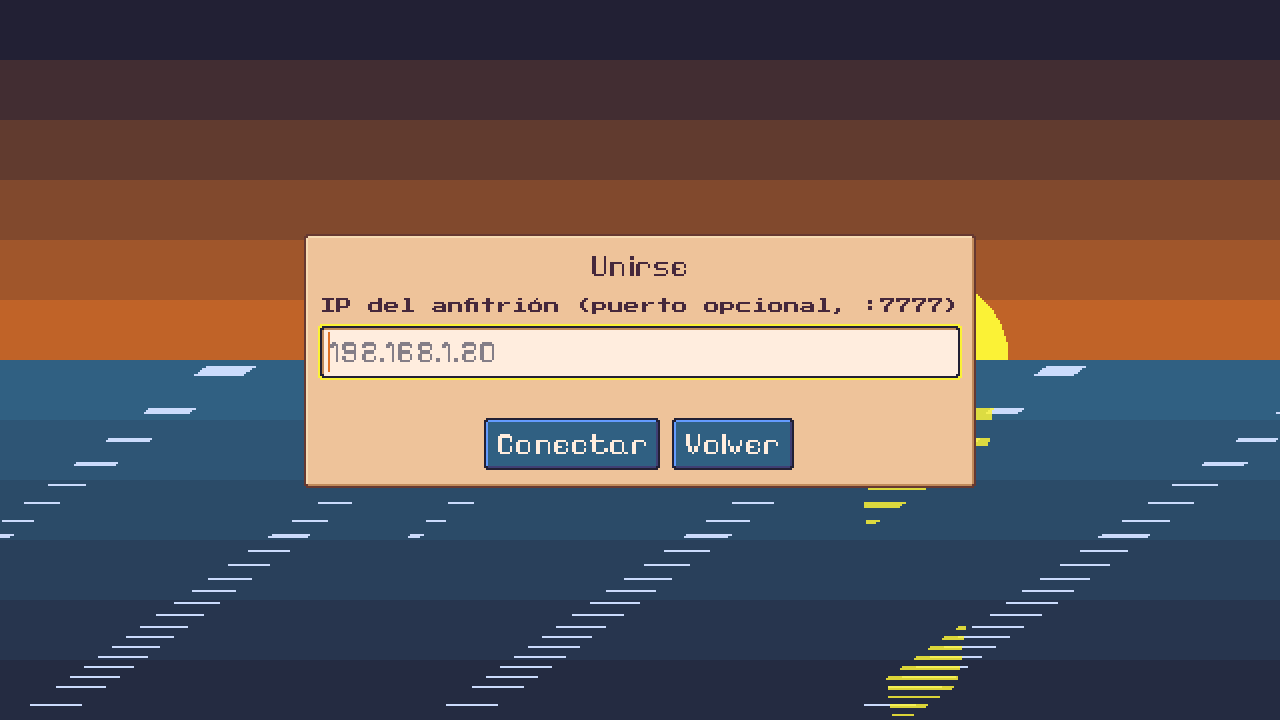 Unirse
IP del anfitrión (puerto opcional, :7777)
192.168.1.20
Conectar
Volver